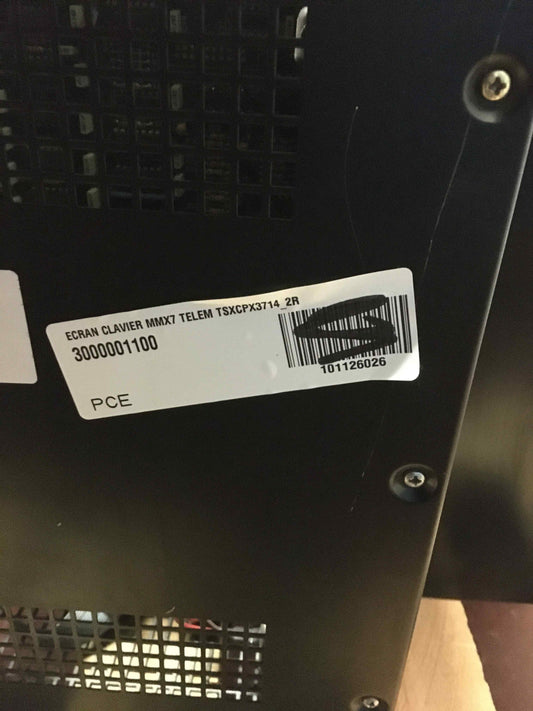 ECRAN CLAVIER MMX7 TELEM TSXCPX3714_2R
3000001100
101126026
PCE